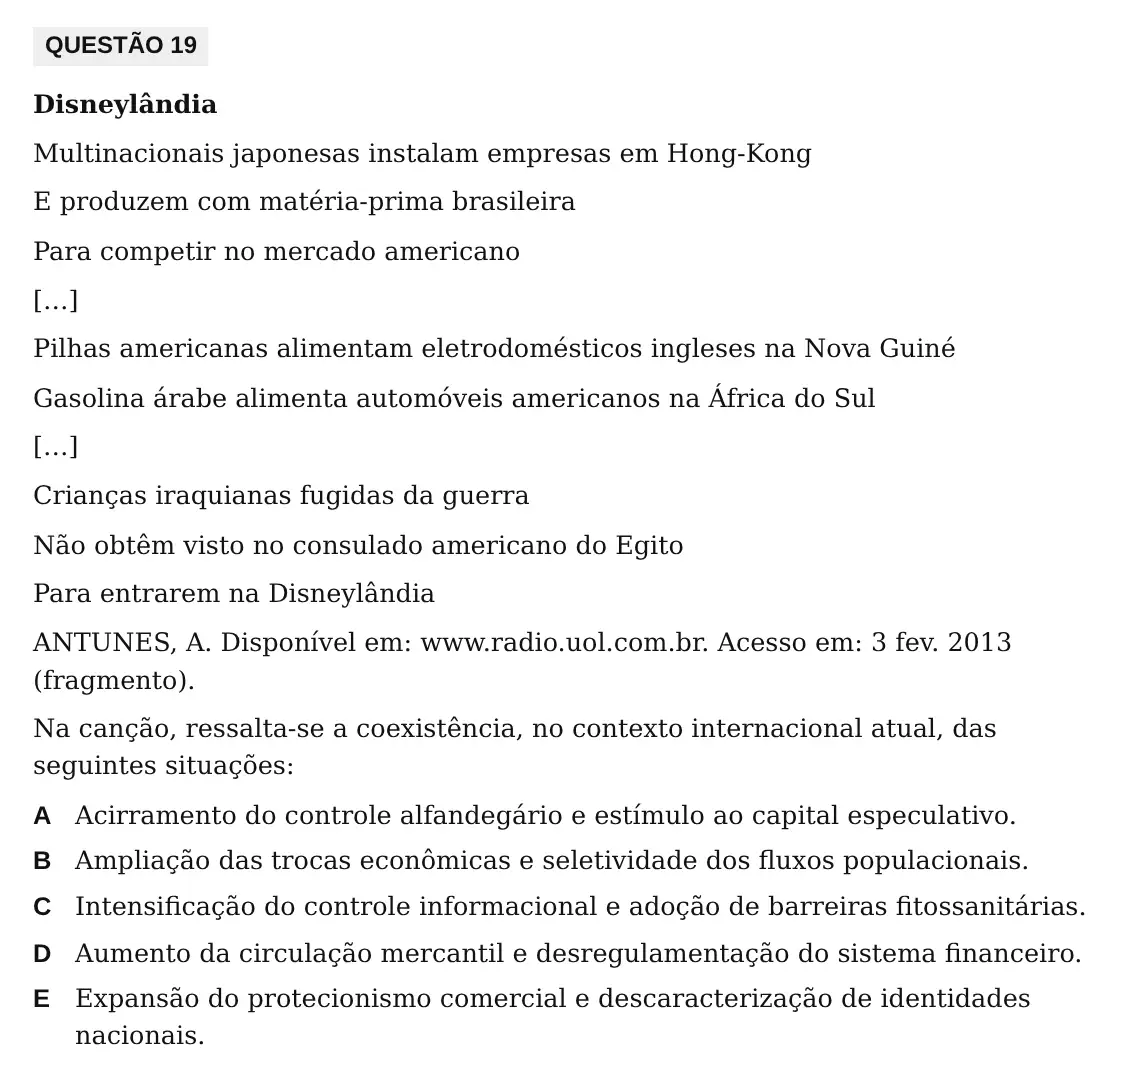 QUESTÃO 19
Disneylândia
Multinacionais japonesas instalam empresas em Hong-Kong
E produzem com matéria-prima brasileira
Para competir no mercado americano
[...]
Pilhas americanas alimentam eletrodomésticos ingleses na Nova Guiné
Gasolina árabe alimenta automóveis americanos na África do Sul
[...]
Crianças iraquianas fugidas da guerra
Não obtêm visto no consulado americano do Egito
Para entrarem na Disneylândia
ANTUNES, A. Disponível em: www.radio.uol.com.br. Acesso em: 3 fev. 2013
(fragmento).
Na canção, ressalta-se a coexistência, no contexto internacional atual, das
seguintes situações:
A Acirramento do controle alfandegário e estímulo ao capital especulativo.
B Ampliação das trocas econômicas e seletividade dos fluxos populacionais.
C Intensificação do controle informacional e adoção de barreiras fitossanitárias.
D Aumento da circulação mercantil e desregulamentação do sistema financeiro.
E Expansão do protecionismo comercial e descaracterização de identidades
nacionais.